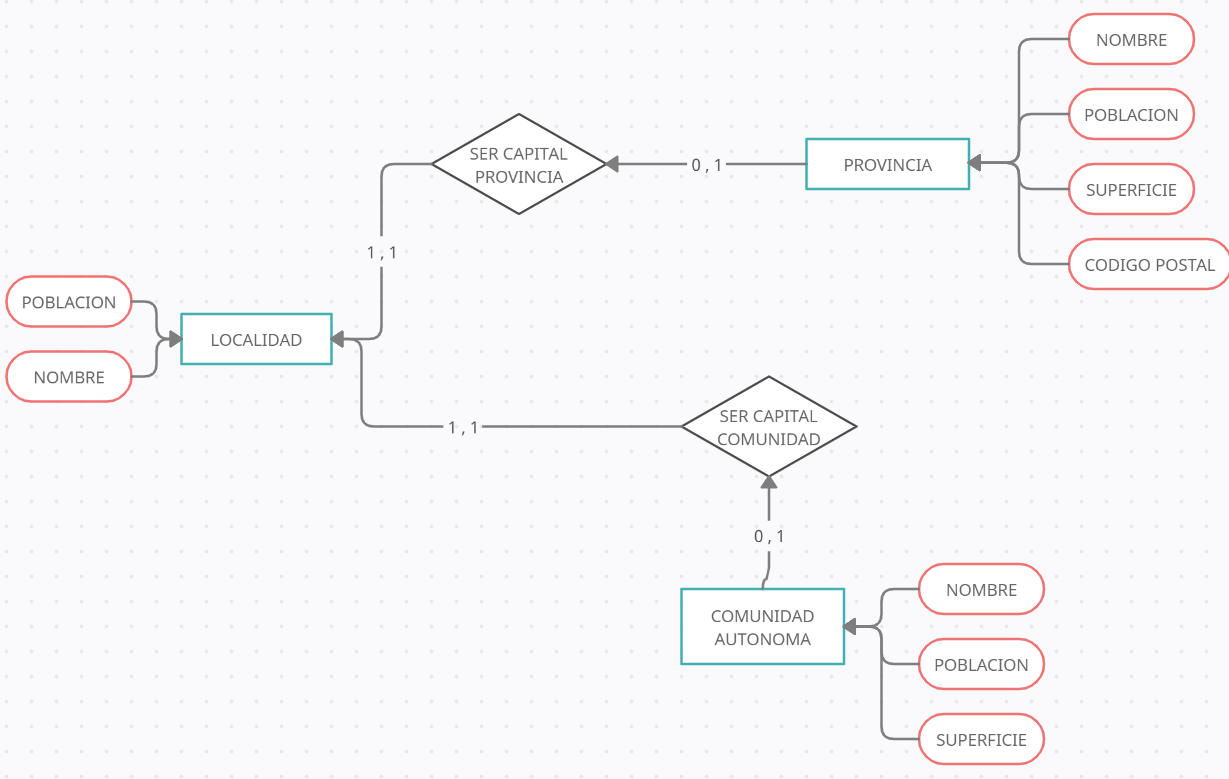 NOMBRE
POBLACION
SUPERFICIE
CODIGO POSTAL
PROVINCIA
0 , 1
SER CAPITAL
PROVINCIA
1 , 1
POBLACION
NOMBRE
LOCALIDAD
1 , 1
SER CAPITAL
COMUNIDAD
0 , 1
COMUNIDAD
AUTONOMA
NOMBRE
POBLACION
SUPERFICIE